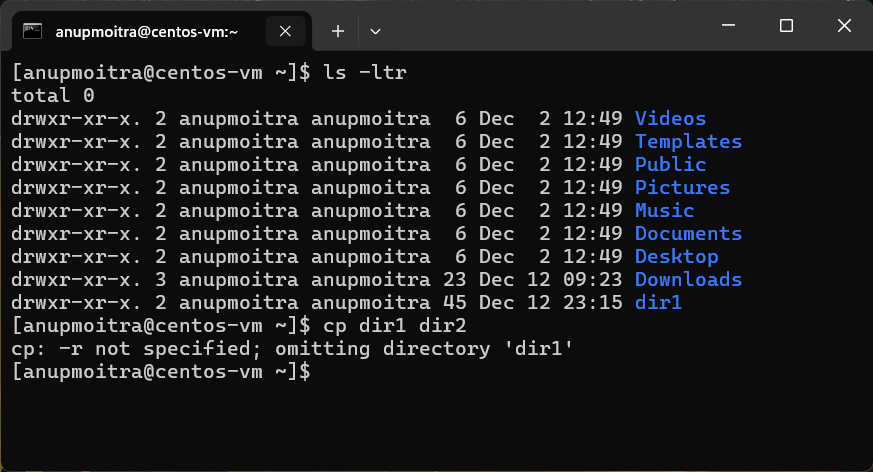 anupmoitra@centos-vm:~
[anupmoitra@centos-vm ~]$ ls -ltr
total 0
drwxr-xr-x. 2 anupmoitra anupmoitra  6 Dec  2 12:49 Videos
drwxr-xr-x. 2 anupmoitra anupmoitra  6 Dec  2 12:49 Templates
drwxr-xr-x. 2 anupmoitra anupmoitra  6 Dec  2 12:49 Public
drwxr-xr-x. 2 anupmoitra anupmoitra  6 Dec  2 12:49 Pictures
drwxr-xr-x. 2 anupmoitra anupmoitra  6 Dec  2 12:49 Music
drwxr-xr-x. 2 anupmoitra anupmoitra  6 Dec  2 12:49 Documents
drwxr-xr-x. 2 anupmoitra anupmoitra  6 Dec  2 12:49 Desktop
drwxr-xr-x. 3 anupmoitra anupmoitra 23 Dec 12 09:23 Downloads
drwxr-xr-x. 2 anupmoitra anupmoitra 45 Dec 12 23:15 dir1
[anupmoitra@centos-vm ~]$ cp dir1 dir2
cp: -r not specified; omitting directory 'dir1'
[anupmoitra@centos-vm ~]$